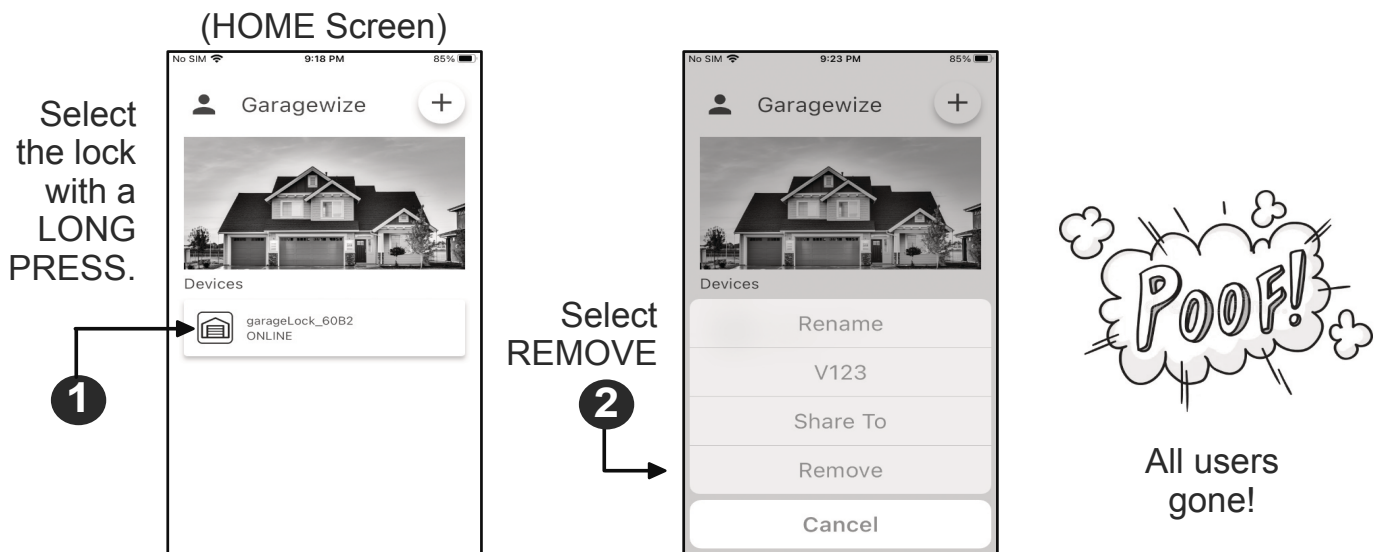 (HOME Screen)
Select
the lock
with a
LONG
PRESS.
1
No SIM 9:18 PM 85%
Garagewize +
Devices
garageLock_60B2
ONLINE
Select
REMOVE
2
No SIM 9:23 PM 85%
Garagewize +
Devices
Rename
V123
Share To
Remove
Cancel
POOF!
All users
gone!